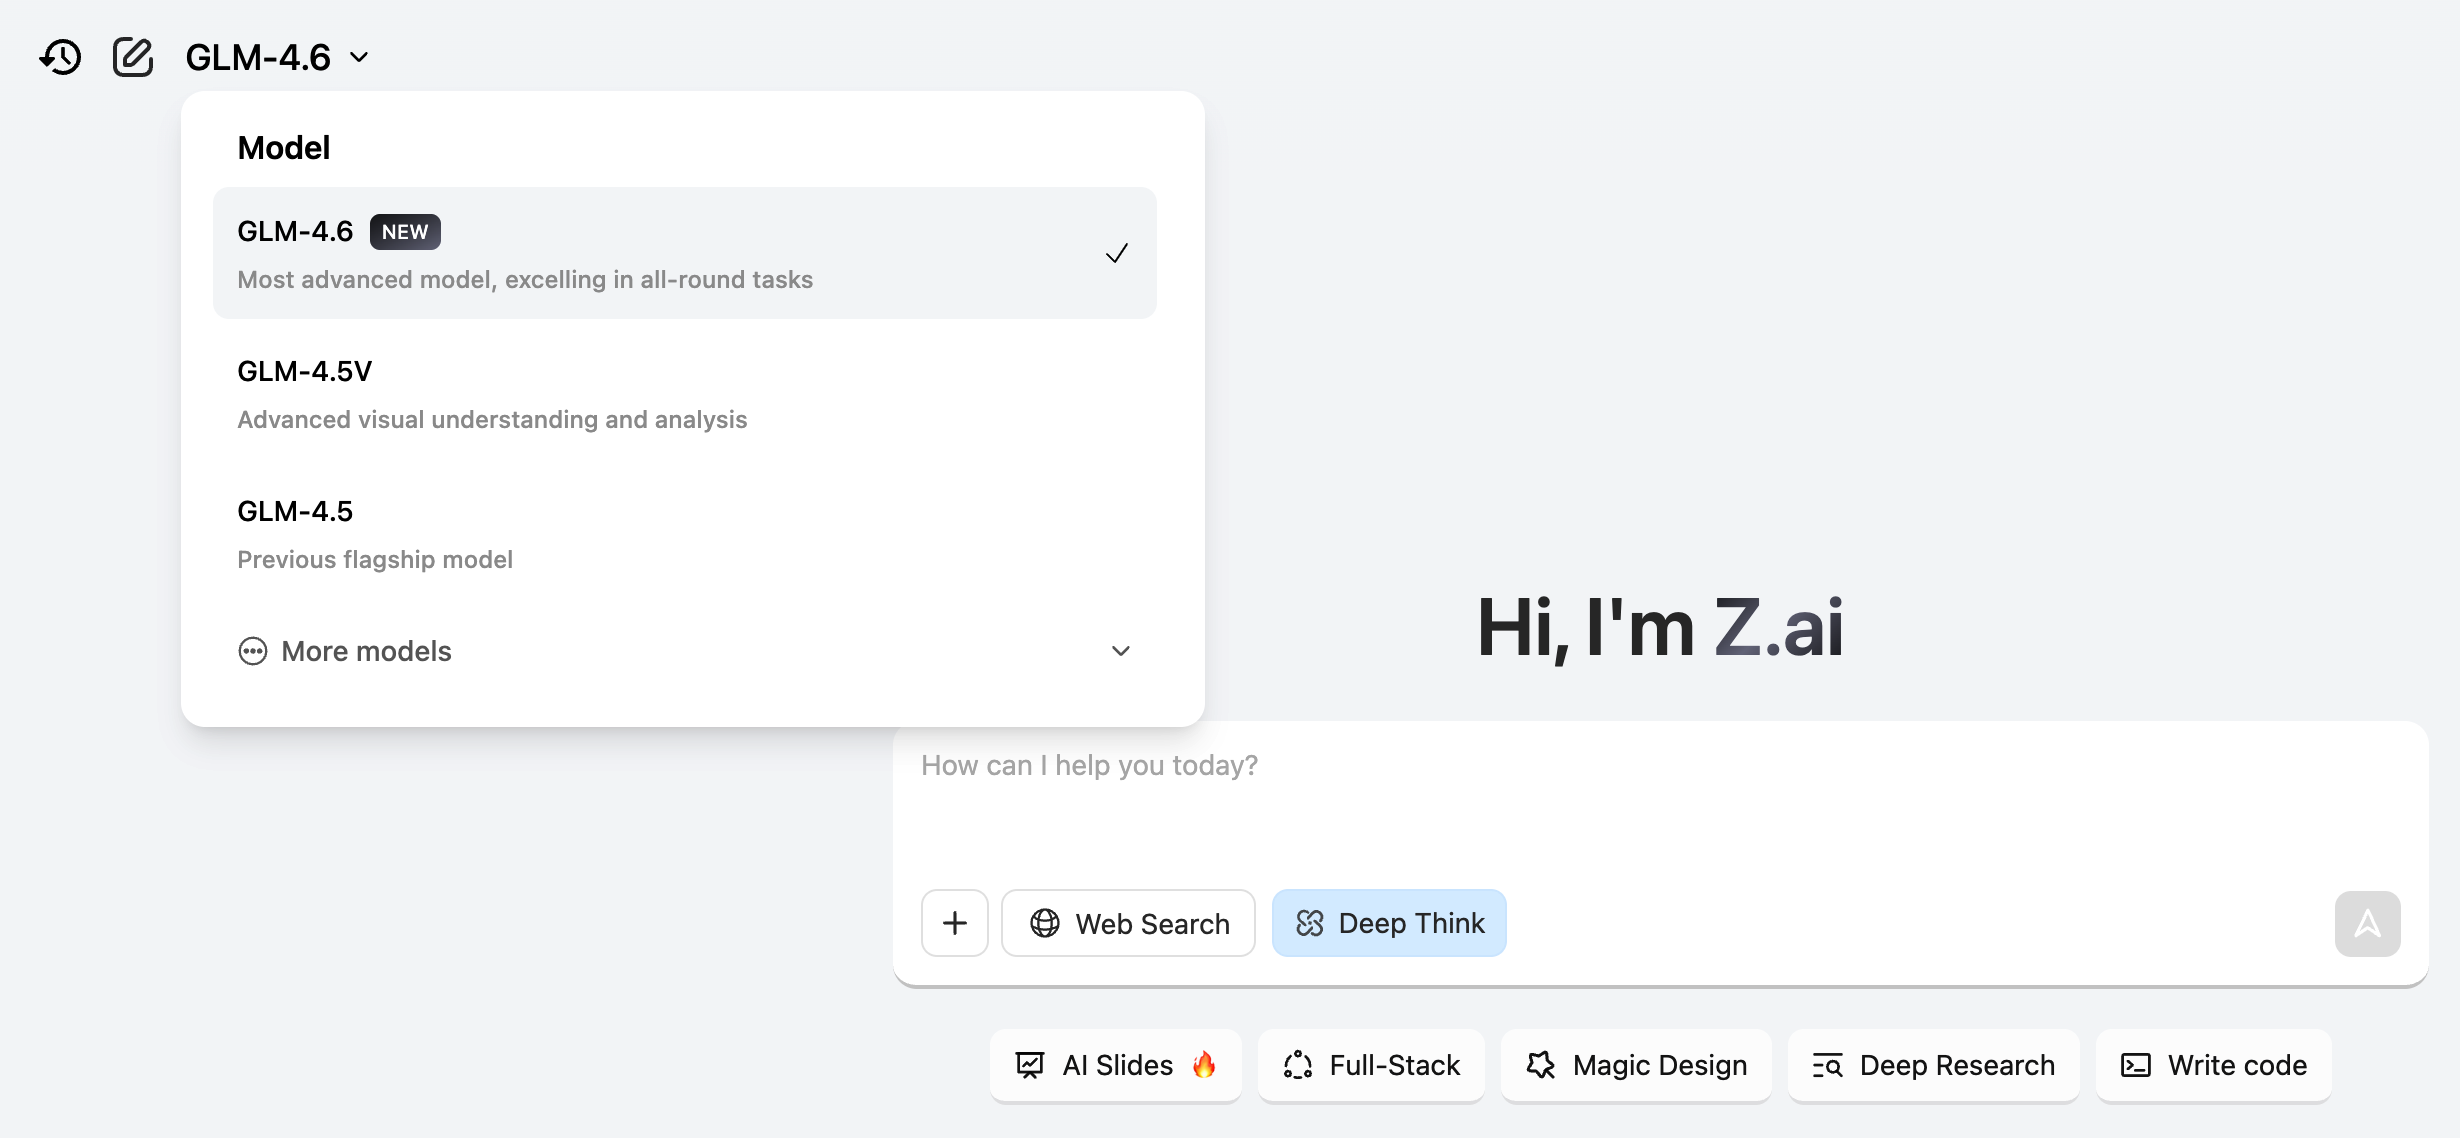 GLM-4.6
Model
GLM-4.6 NEW
Most advanced model, excelling in all-round tasks
GLM-4.5V
Advanced visual understanding and analysis
GLM-4.5
Previous flagship model
More models
Hi, I'm Z.ai
How can I help you today?
Web Search Deep Think
AI Slides 🔥 Full-Stack Magic Design Deep Research Write code